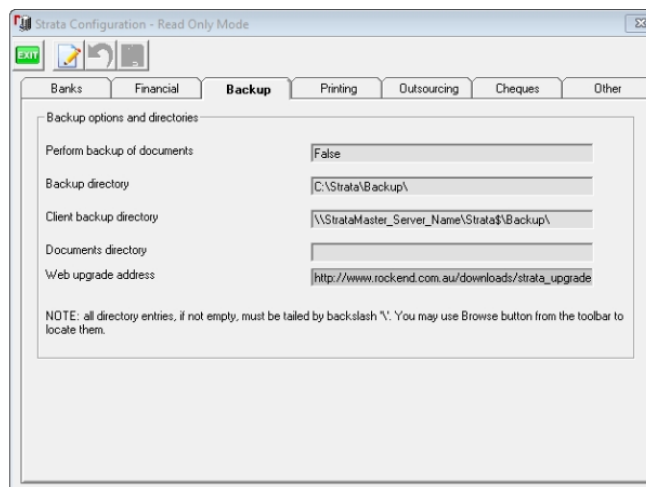 Strata Configuration - Read Only Mode
EXIT
Banks Financial Backup Printing Outsourcing Cheques Other
Backup options and directories
Perform backup of documents False
Backup directory C:\Strata\Backup\
Client backup directory \\StrataMaster_Server_Name\Strata$\Backup\
Documents directory
Web upgrade address http://www.rockend.com.au/downloads/strata_upgrade
NOTE: all directory entries, if not empty, must be tailed by backslash '\'. You may use Browse button from the toolbar to
locate them.